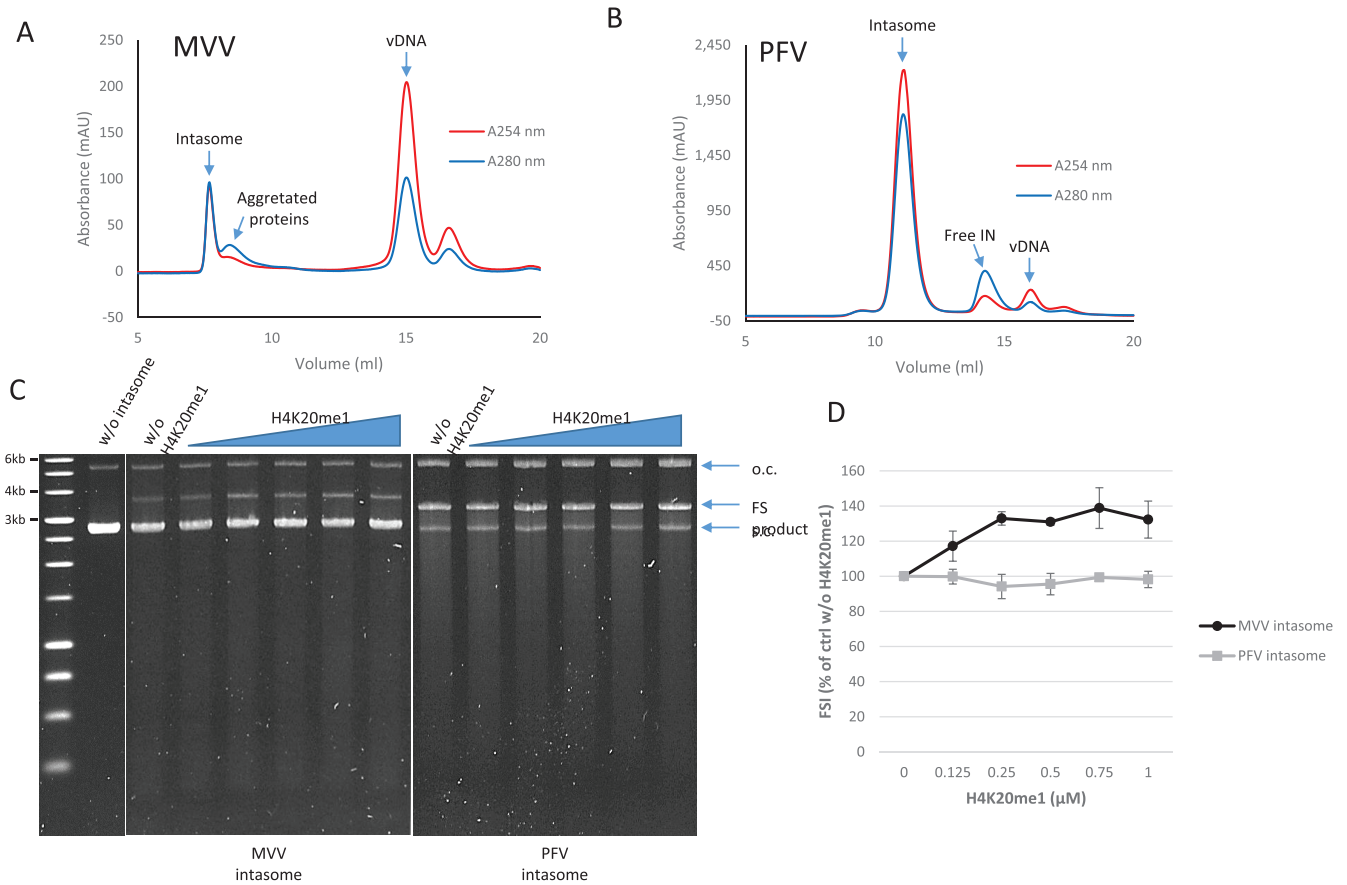 A
MVV
250
200
150
100
50
0
-50
5
10
15
20
Absorbance (mAU)
Volume (ml)
Intasome
Aggretated
proteins
vDNA
A254 nm
A280 nm
B
PFV
2,450
1,950
1,450
950
450
-50
5
10
15
20
Absorbance (mAU)
Volume (ml)
Intasome
Free IN
vDNA
A254 nm
A280 nm
C
w/o intasome
w/o
H4K20me1
H4K20me1
w/o
H4K20me1
H4K20me1
6kb
4kb
3kb
o.c.
FS
product
s.c.
MVV
intasome
PFV
intasome
D
160
140
120
100
80
60
40
20
0
0
0.125
0.25
0.5
0.75
1
FSI (% of ctrl w/o H4K20me1)
H4K20me1 (µM)
MVV intasome
PFV intasome